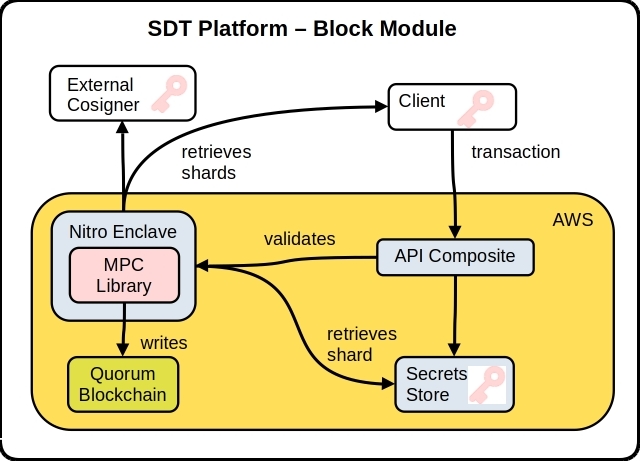 SDT Platform – Block Module
External
Cosigner
Client
retrieves
shards
transaction
AWS
Nitro Enclave
MPC
Library
validates
API Composite
writes
retrieves
shard
Quorum
Blockchain
Secrets
Store